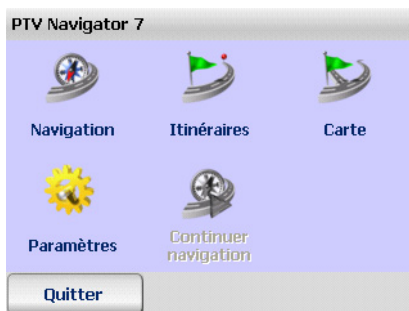 PTV Navigator 7
Navigation
Itinéraires
Carte
Paramètres
Continuer
navigation
Quitter